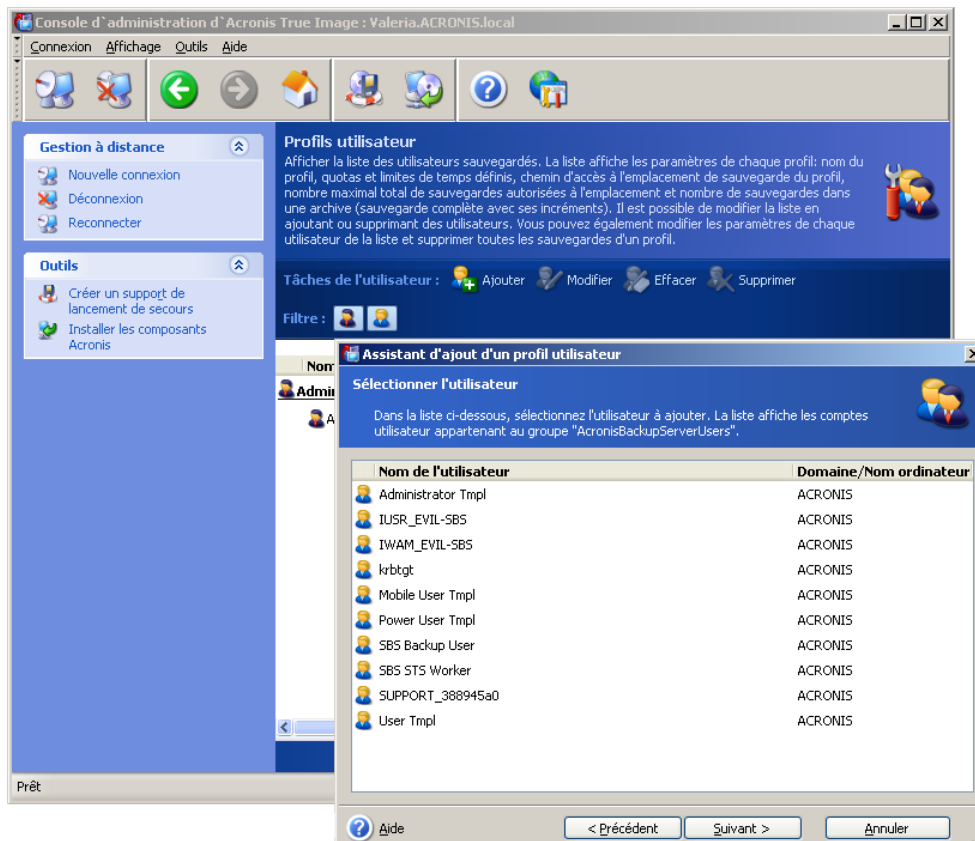 Console d`administration d`Acronis True Image : Valeria.ACRONIS.local
Connexion Affichage Outils Aide
Gestion à distance
Nouvelle connexion
Déconnexion
Reconnecter
Outils
Créer un support de
lancement de secours
Installer les composants
Acronis
Profils utilisateur
Afficher la liste des utilisateurs sauvegardés. La liste affiche les paramètres de chaque profil: nom du
profil, quotas et limites de temps définis, chemin d'accès à l'emplacement de sauvegarde du profil,
nombre maximal total de sauvegardes autorisées à l'emplacement et nombre de sauvegardes dans
une archive (sauvegarde complète avec ses incréments). Il est possible de modifier la liste en
ajoutant ou supprimant des utilisateurs. Vous pouvez également modifier les paramètres de chaque
utilisateur de la liste et supprimer toutes les sauvegardes d'un profil.
Tâches de l'utilisateur : Ajouter Modifier Effacer Supprimer
Filtre :
Nom
Admi
A
Assistant d'ajout d'un profil utilisateur
Sélectionner l'utilisateur
Dans la liste ci-dessous, sélectionnez l'utilisateur à ajouter. La liste affiche les comptes
utilisateur appartenant au groupe "AcronisBackupServerUsers".
Nom de l'utilisateur Domaine/Nom ordinateur
Administrator Tmpl ACRONIS
IUSR_EVIL-SBS ACRONIS
IWAM_EVIL-SBS ACRONIS
krbtgt ACRONIS
Mobile User Tmpl ACRONIS
Power User Tmpl ACRONIS
SBS Backup User ACRONIS
SBS STS Worker ACRONIS
SUPPORT_388945a0 ACRONIS
User Tmpl ACRONIS
Prêt
Aide < Précédent Suivant > Annuler